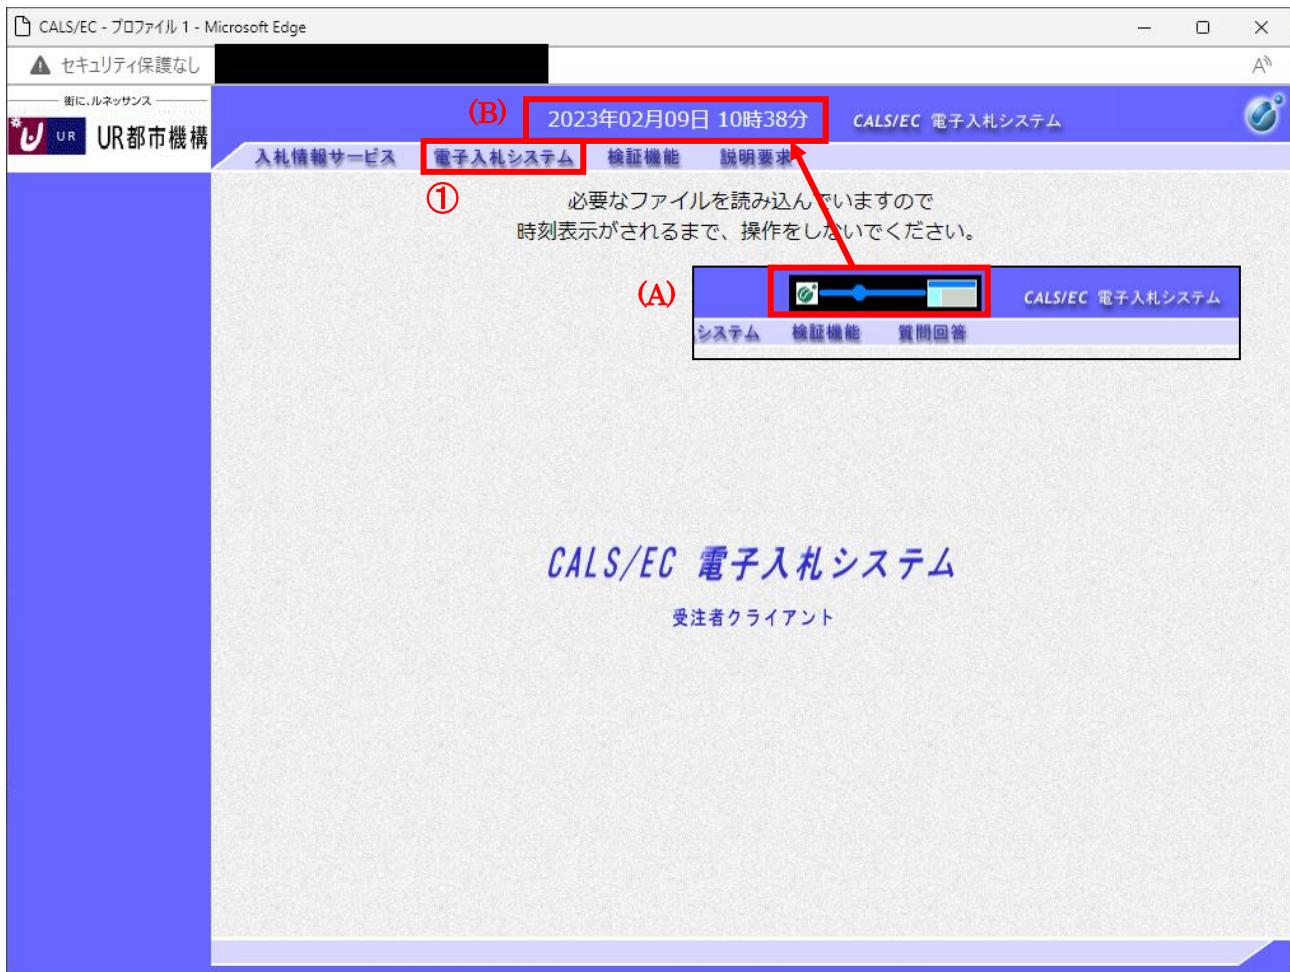 CALS/EC - プロファイル 1 - Microsoft Edge
セキュリティ保護なし
街に、ルネッサンス
UR UR都市機構
(B) 2023年02月09日 10時38分 CALS/EC 電子入札システム
入札情報サービス 電子入札システム 検証機能 説明要求
①
必要なファイルを読み込んでいますので
時刻表示がされるまで、操作をしないでください。
(A) CALS/EC 電子入札システム
システム 検証機能 質問回答
CALS/EC 電子入札システム
受注者クライアント